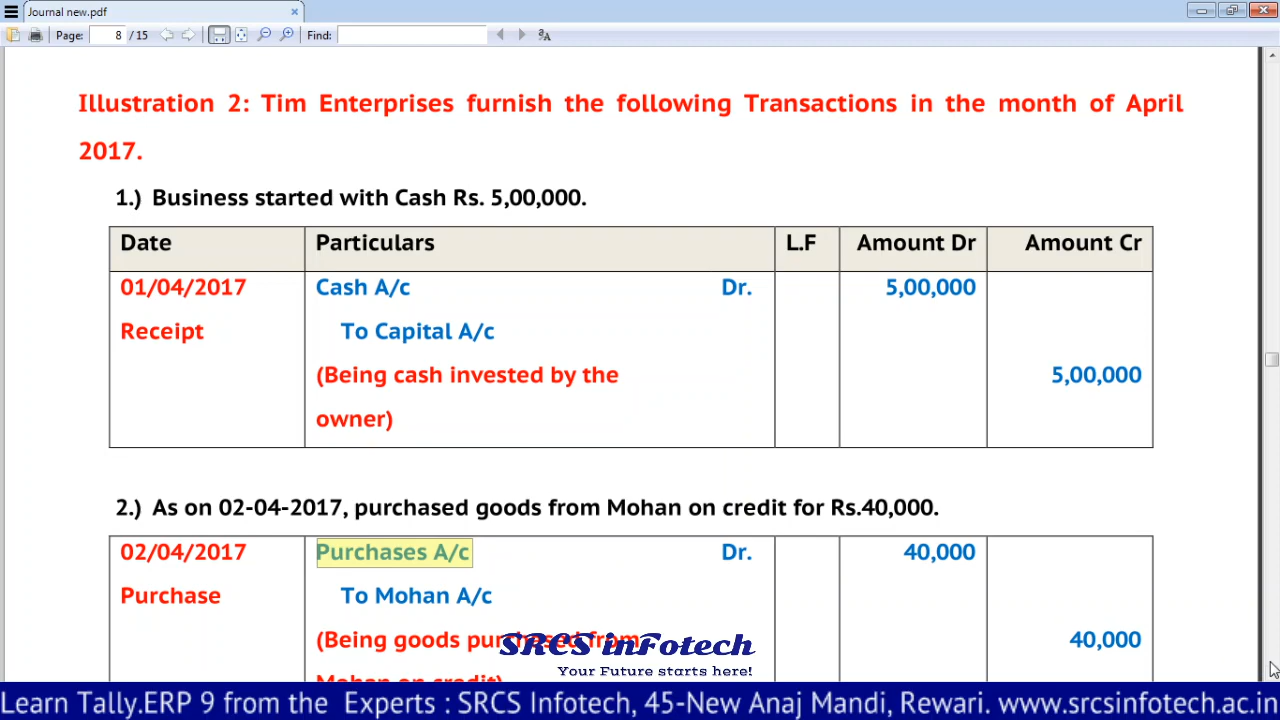 Journal new.pdf
Page: 8 / 15 Find:
Illustration 2: Tim Enterprises furnish the following Transactions in the month of April
2017.
1.) Business started with Cash Rs. 5,00,000.
Date Particulars L.F Amount Dr Amount Cr
01/04/2017 Cash A/c Dr. 5,00,000
Receipt To Capital A/c
(Being cash invested by the 5,00,000
owner)
2.) As on 02-04-2017, purchased goods from Mohan on credit for Rs.40,000.
02/04/2017 Purchases A/c Dr. 40,000
Purchase To Mohan A/c
(Being goods purchased from 40,000
Mohan on credit)
SRCS inFotech
Your Future starts here!
Learn Tally.ERP 9 from the Experts : SRCS Infotech, 45-New Anaj Mandi, Rewari. www.srcsinfotech.ac.in